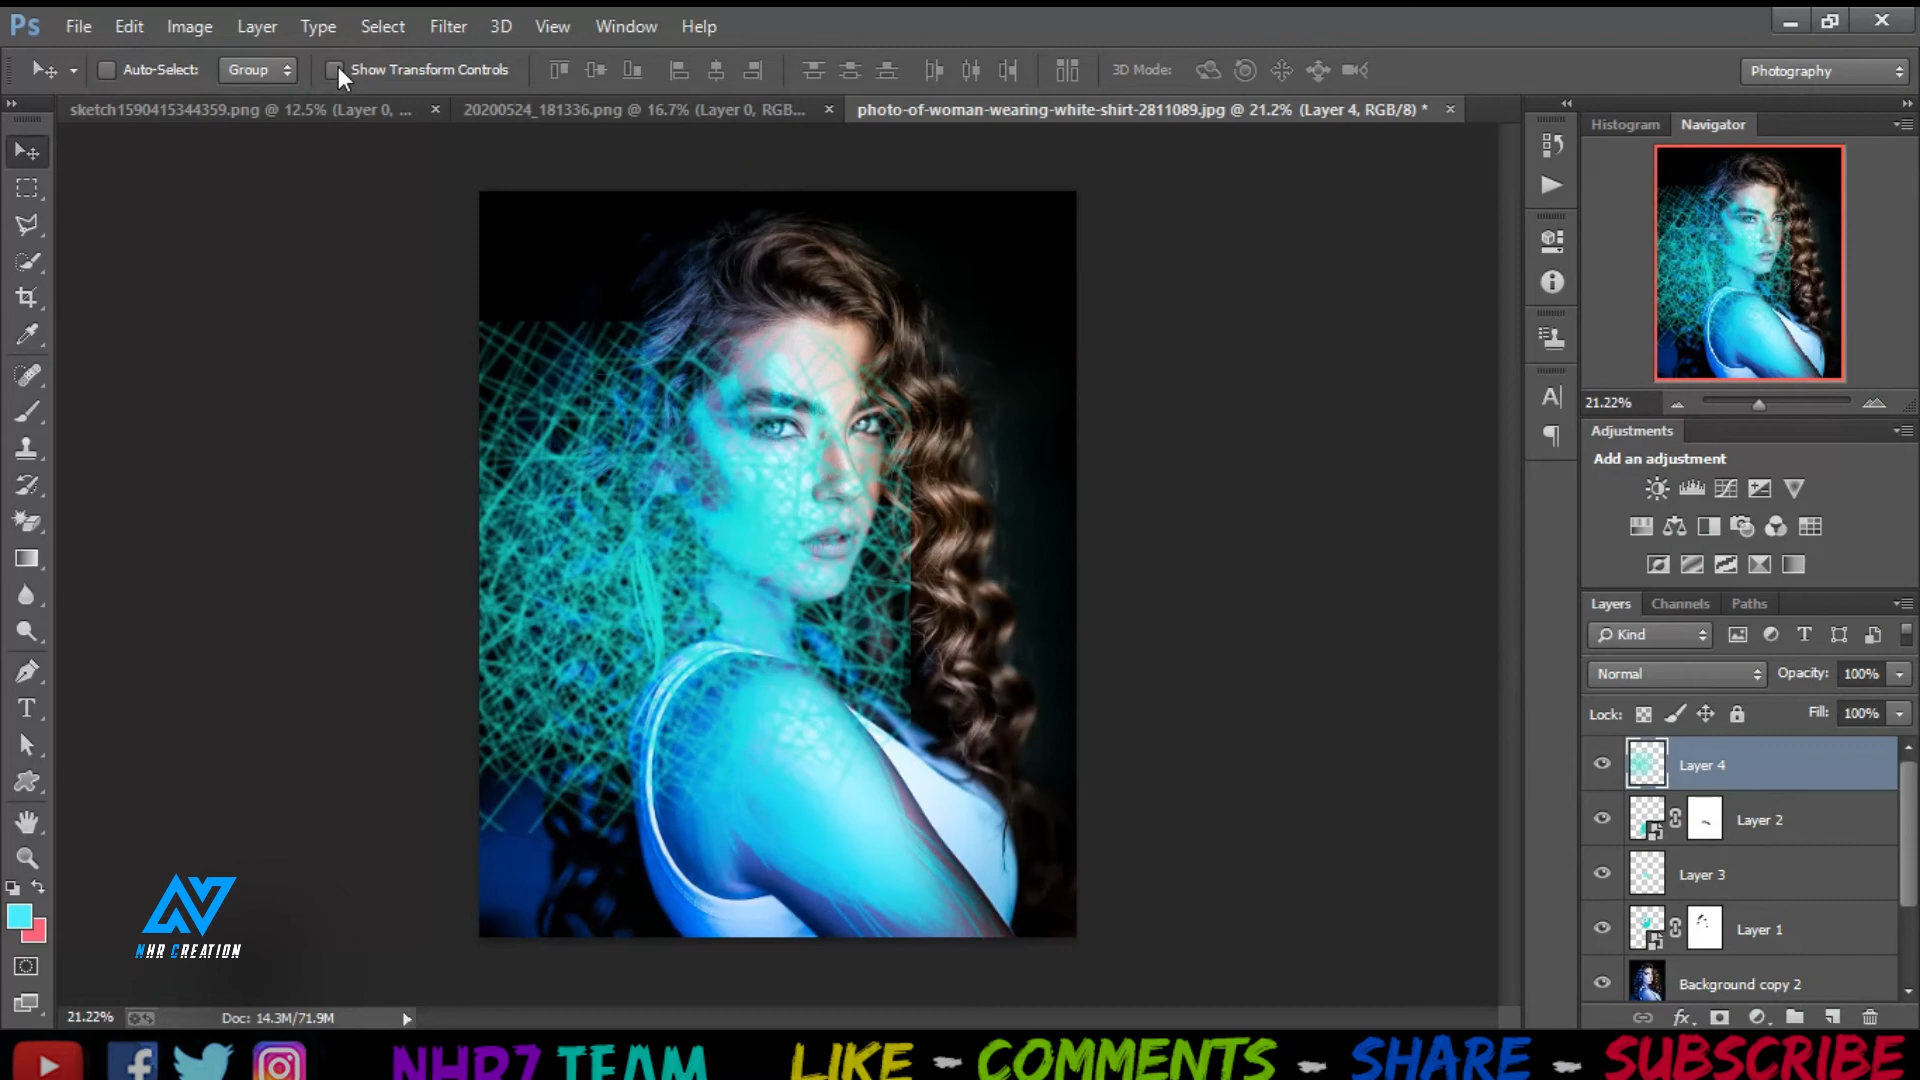 Ps File Edit Image Layer Type Select Filter 3D View Window Help
Auto-Select: Group Show Transform Controls 3D Mode: Photography
sketch1590415344359.png @ 12.5% (Layer 0, ... 20200524_181336.png @ 16.7% (Layer 0, RGB... photo-of-woman-wearing-white-shirt-2811089.jpg @ 21.2% (Layer 4, RGB/8) *
Histogram Navigator
21.22%
Adjustments
Add an adjustment
Layers Channels Paths
Kind
Normal Opacity: 100%
Lock: Fill: 100%
Layer 4
Layer 2
Layer 3
Layer 1
Background copy 2
NHR CREATION
21.22% Doc: 14.3M/71.9M
NHR7 TEAM LIKE - COMMENTS - SHARE - SUBSCRIBE